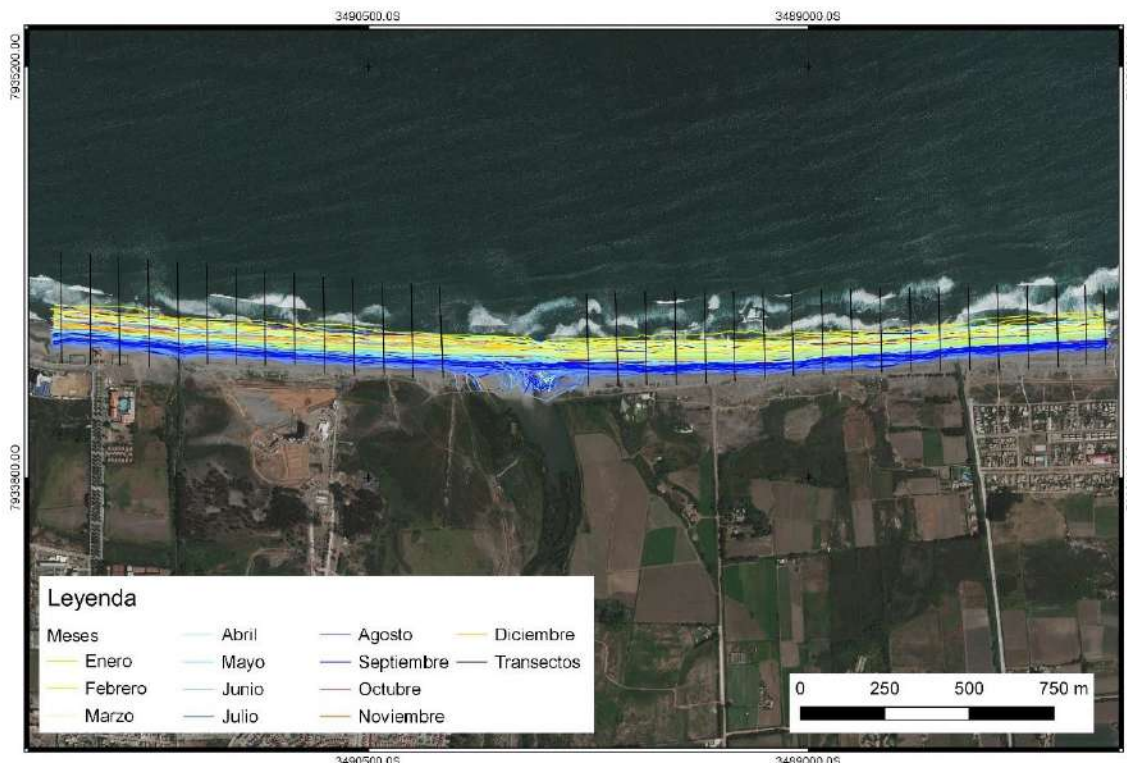 3490500.0S 3489000.0S
7935200.0O
7933800.0O
Leyenda
Meses Abril Agosto Diciembre
Enero Mayo Septiembre Transectos
Febrero Junio Octubre
Marzo Julio Noviembre
0 250 500 750 m
3490500.0S 3489000.0S